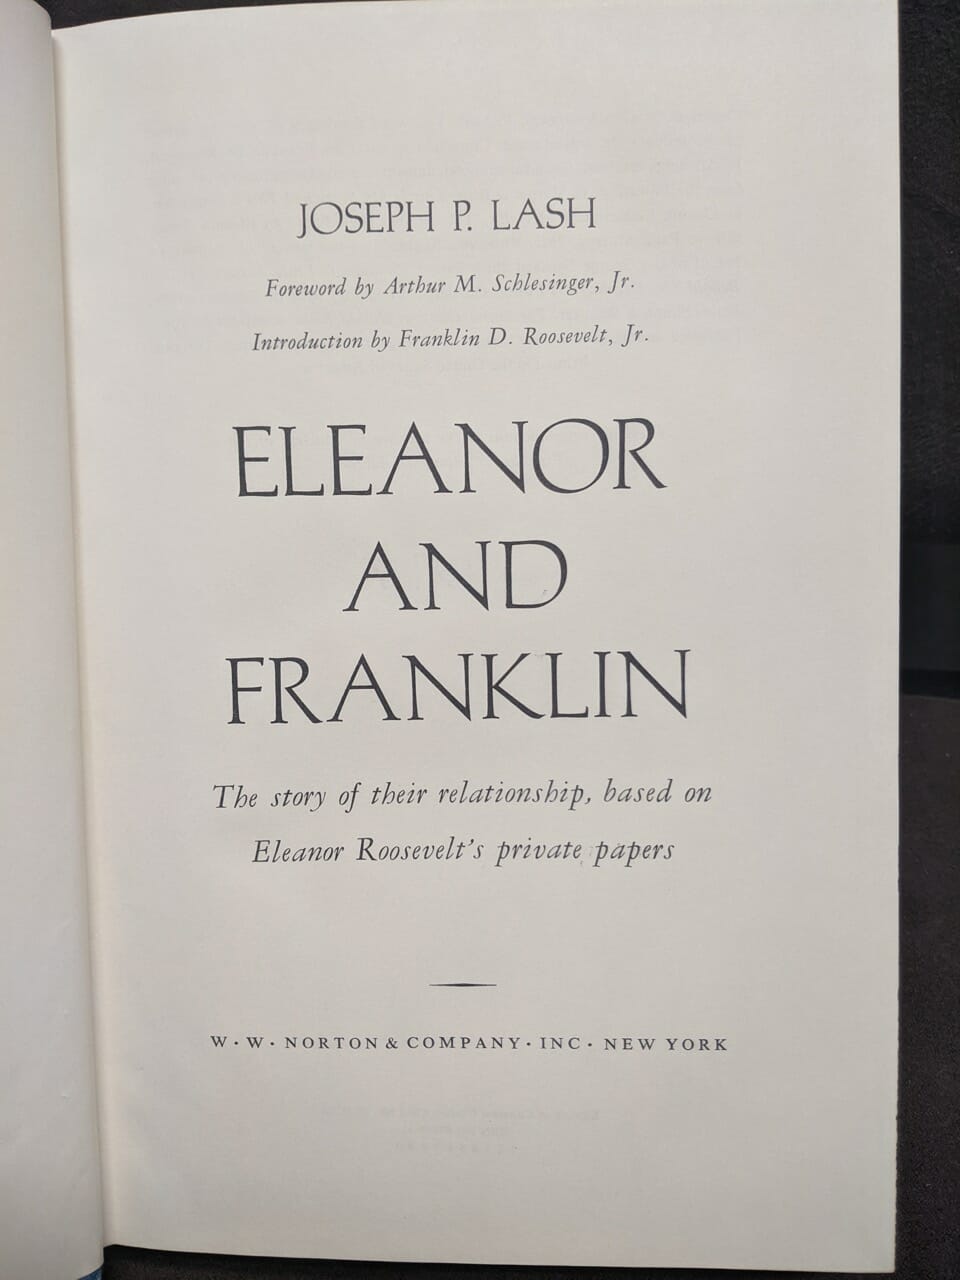 JOSEPH P. LASH
Foreword by Arthur M. Schlesinger, Jr.
Introduction by Franklin D. Roosevelt, Jr.
ELEANOR
AND
FRANKLIN
The story of their relationship, based on
Eleanor Roosevelt's private papers
W · W · NORTON & COMPANY · INC · NEW YORK